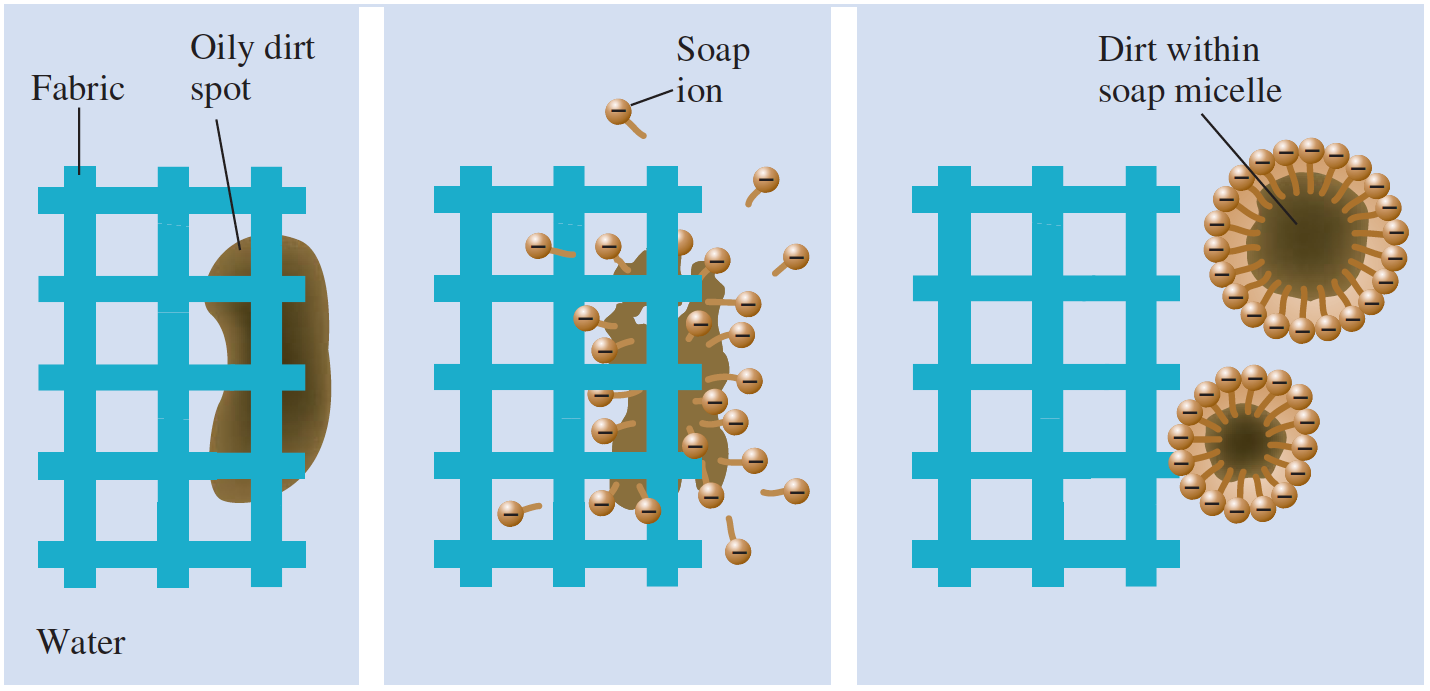 Oily dirt
spot
Fabric
Water
Soap
ion
Dirt within
soap micelle